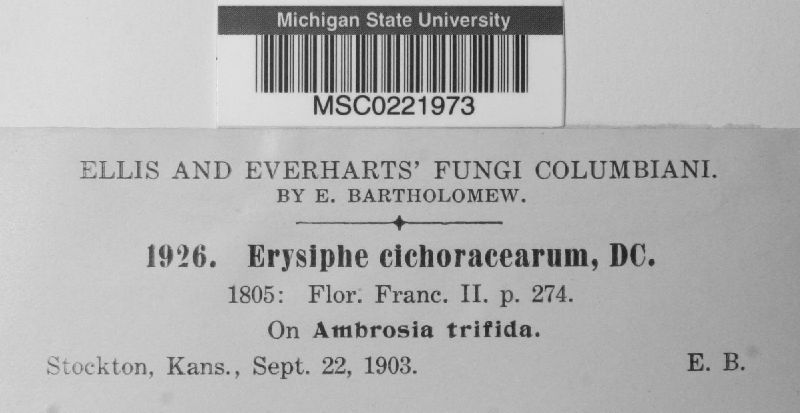 Michigan State University
MSC0221973
ELLIS AND EVERHARTS' FUNGI COLUMBIANI.
BY E. BARTHOLOMEW.
1926. Erysiphe cichoracearum, DC.
1805: Flor. Franc. II. p. 274.
On Ambrosia trifida.
Stockton, Kans., Sept. 22, 1903. E. B.